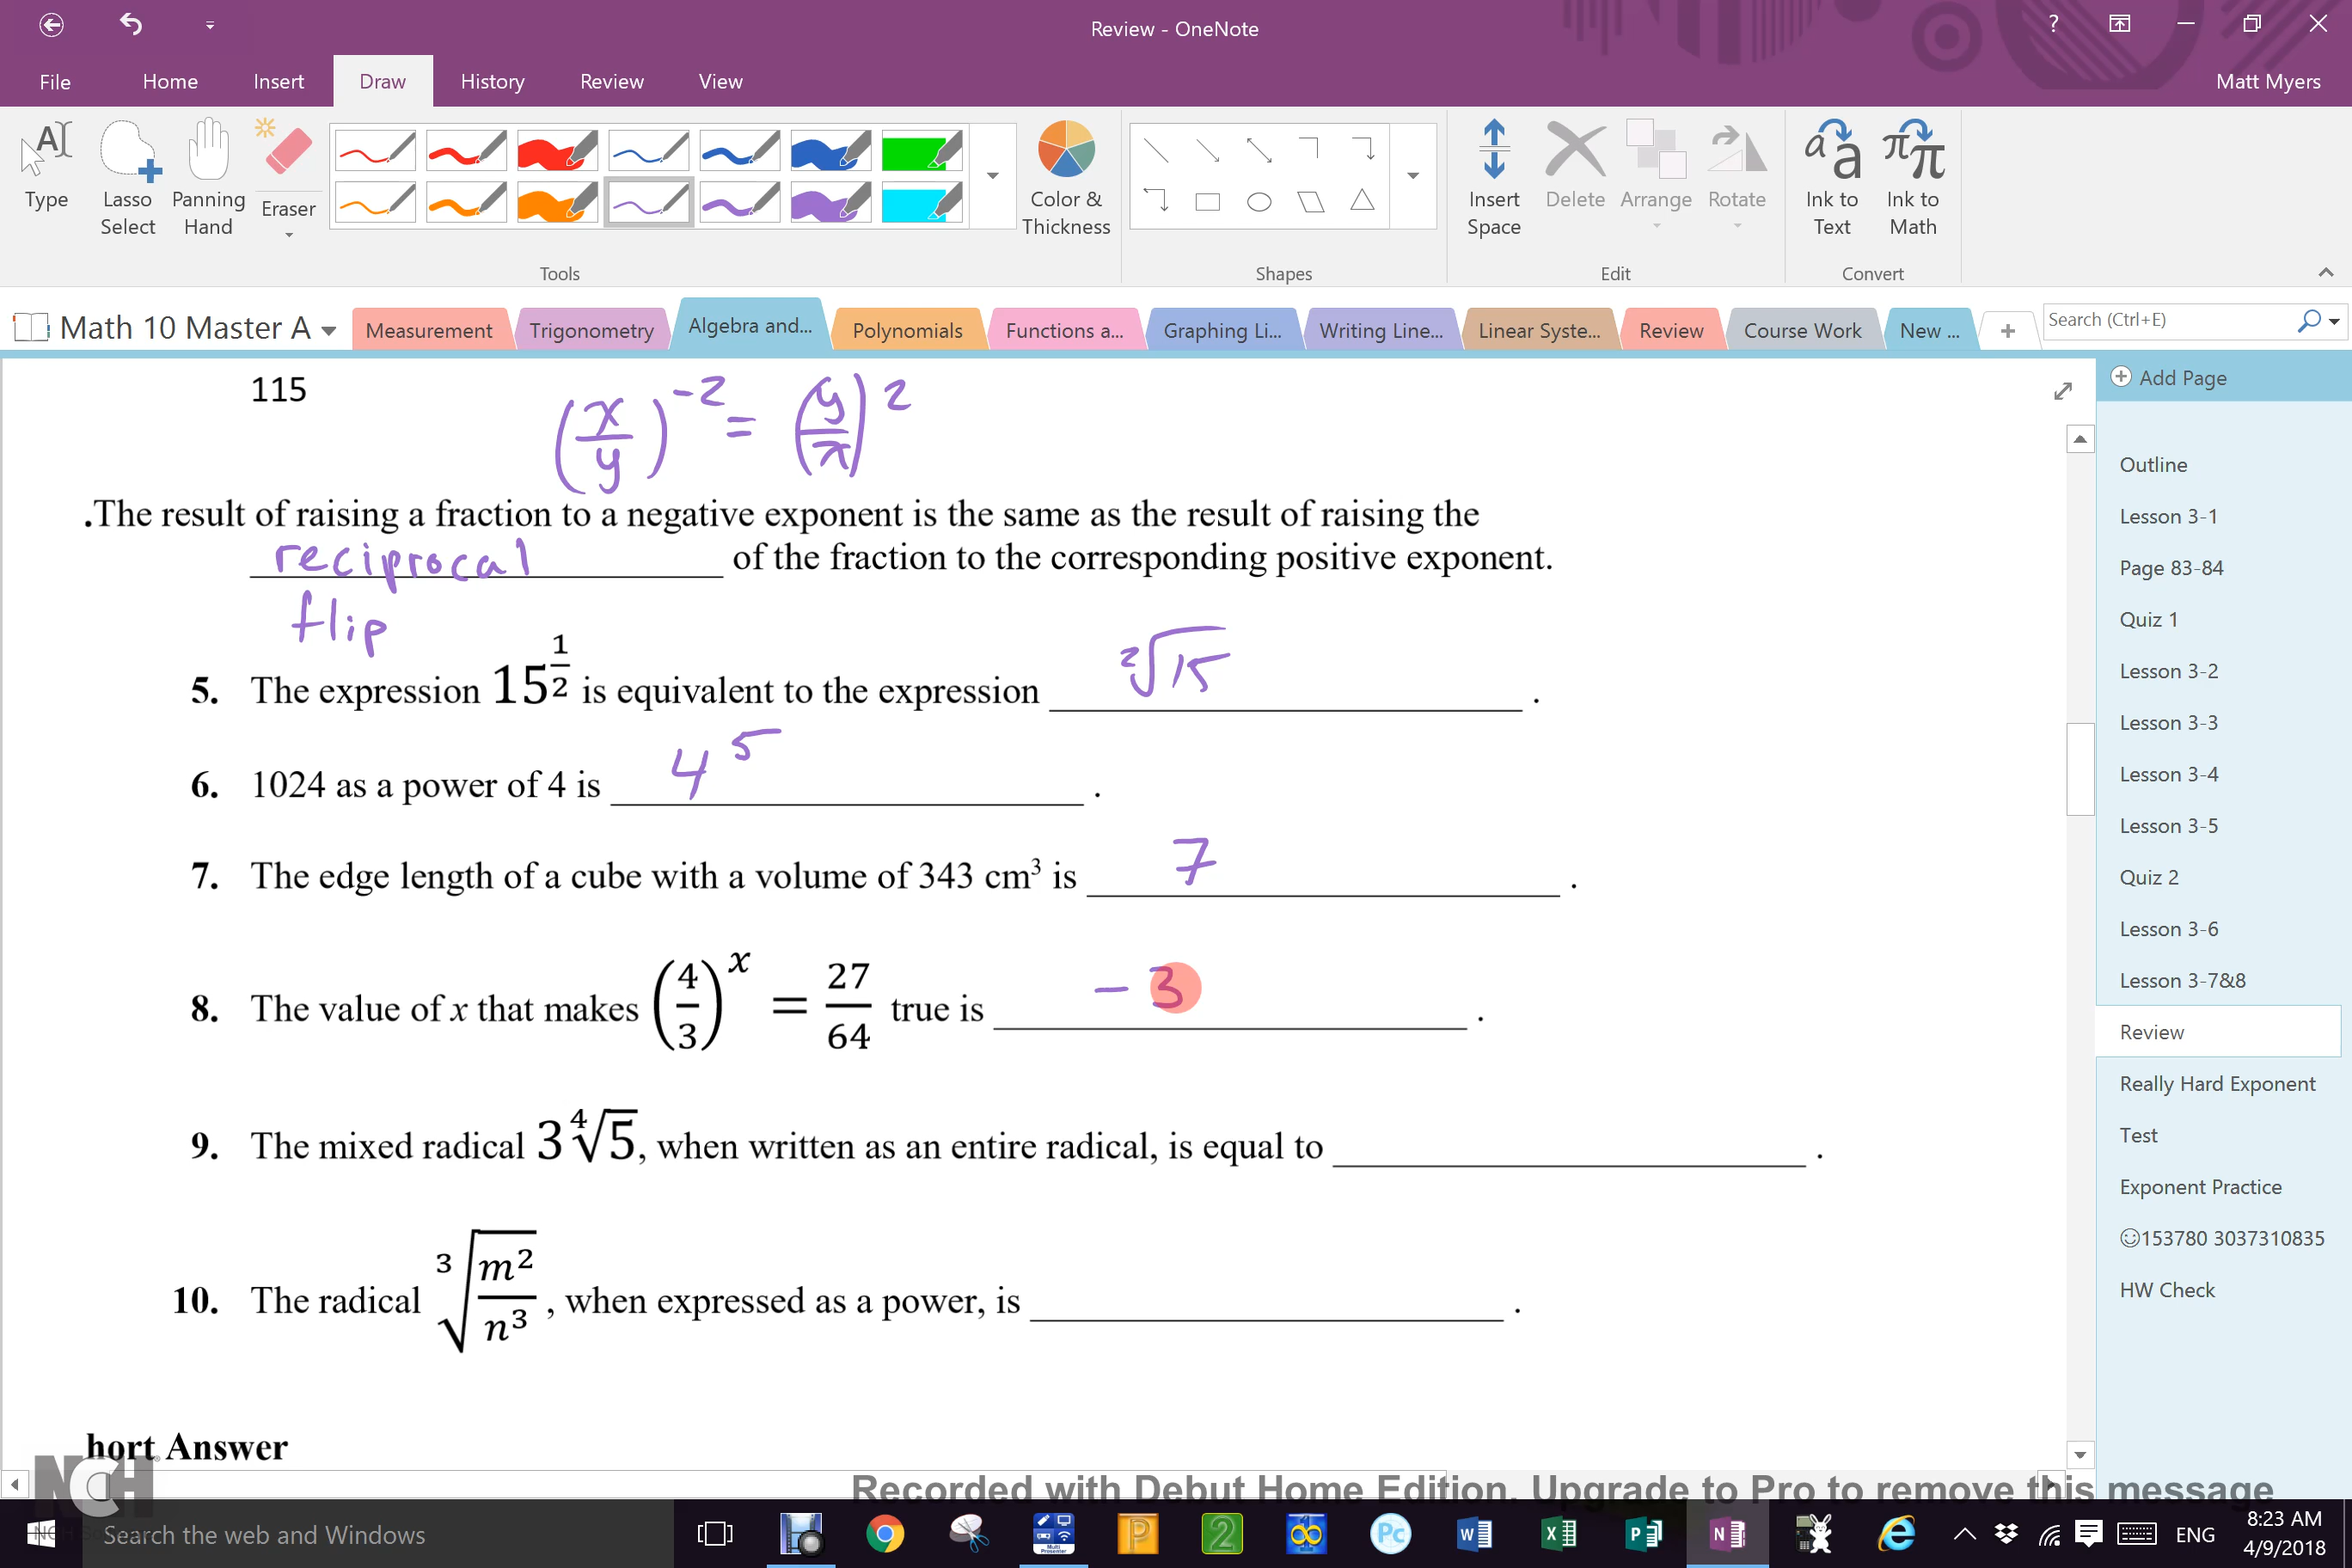 Review - OneNote
?
File Home Insert Draw History Review View
Matt Myers
Type
Lasso Select
Panning Hand
Eraser
Color & Thickness
Insert Space
Delete
Arrange
Rotate
Ink to Text
Ink to Math
Tools
Shapes
Edit
Convert
Math 10 Master A
Measurement
Trigonometry
Algebra and...
Polynomials
Functions a...
Graphing Li...
Writing Line...
Linear Syste...
Review
Course Work
New ...
+
Search (Ctrl+E)
115
(x/y)^-2 = (y/x)^2
.The result of raising a fraction to a negative exponent is the same as the result of raising the
reciprocal of the fraction to the corresponding positive exponent.
flip
5. The expression 15^(1/2) is equivalent to the expression ²√15 .
6. 1024 as a power of 4 is 4^5 .
7. The edge length of a cube with a volume of 343 cm³ is 7 .
8. The value of x that makes (4/3)^x = 27/64 true is -3 .
9. The mixed radical 3⁴√5, when written as an entire radical, is equal to .
10. The radical ³√(m²/n³) , when expressed as a power, is .
hort Answer
Add Page
Outline
Lesson 3-1
Page 83-84
Quiz 1
Lesson 3-2
Lesson 3-3
Lesson 3-4
Lesson 3-5
Quiz 2
Lesson 3-6
Lesson 3-7&8
Review
Really Hard Exponent
Test
Exponent Practice
☺153780 3037310835
HW Check
NCH
Recorded with Debut Home Edition. Upgrade to Pro to remove this message
Search the web and Windows
ENG
8:23 AM
4/9/2018